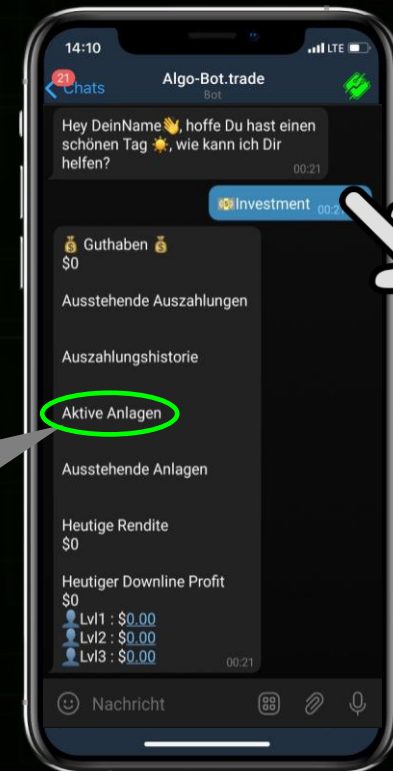 14:10
LTE
21
Chats
Algo-Bot.trade
Bot
Hey DeinName👋, hoffe Du hast einen
schönen Tag ☀️, wie kann ich Dir
helfen?
00:21
💵Investment
💰 Guthaben 💰
$0
Ausstehende Auszahlungen
Auszahlungshistorie
Aktive Anlagen
Ausstehende Anlagen
Heutige Rendite
$0
Heutiger Downline Profit
$0
👤Lvl1 : $0.00
👤Lvl2 : $0.00
👤Lvl3 : $0.00
00:21
Nachricht